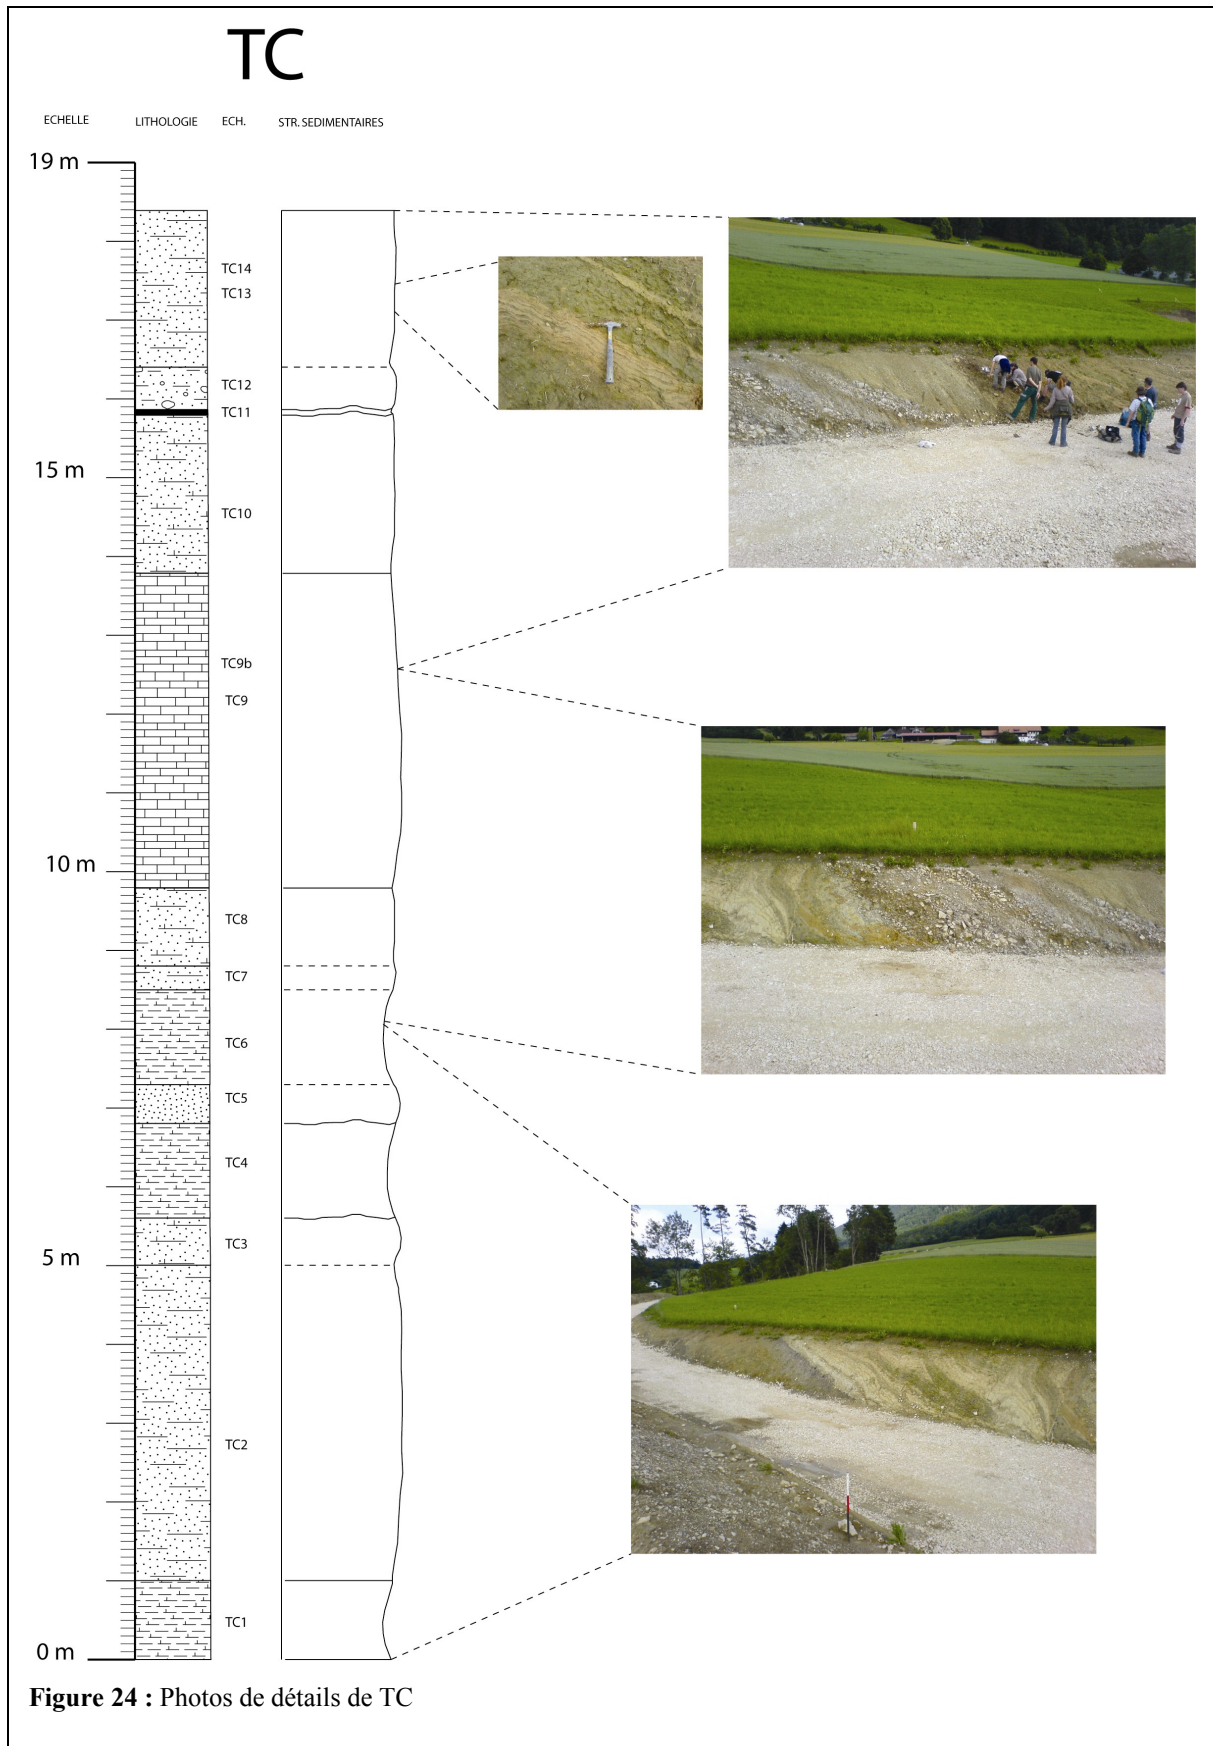 TC
ECHELLE LITHOLOGIE ECH. STR. SEDIMENTAIRES
19 m
TC14
TC13
TC12
TC11
15 m
TC10
TC9b
TC9
10 m
TC8
TC7
TC6
TC5
TC4
TC3
5 m
TC2
TC1
0 m
Figure 24 : Photos de détails de TC